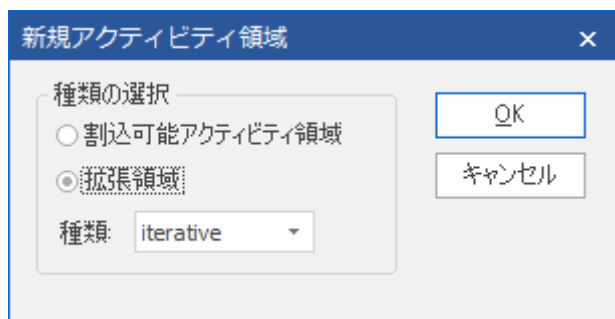 新規アクティビティ領域
種類の選択
割込可能アクティビティ領域
拡張領域
種類: iterative
OK
キャンセル